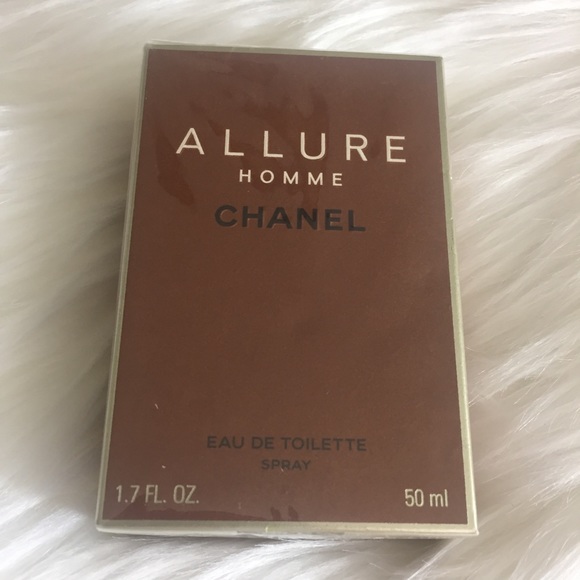 ALLURE
HOMME
CHANEL
EAU DE TOILETTE
SPRAY
1.7 FL. OZ. 50 ml